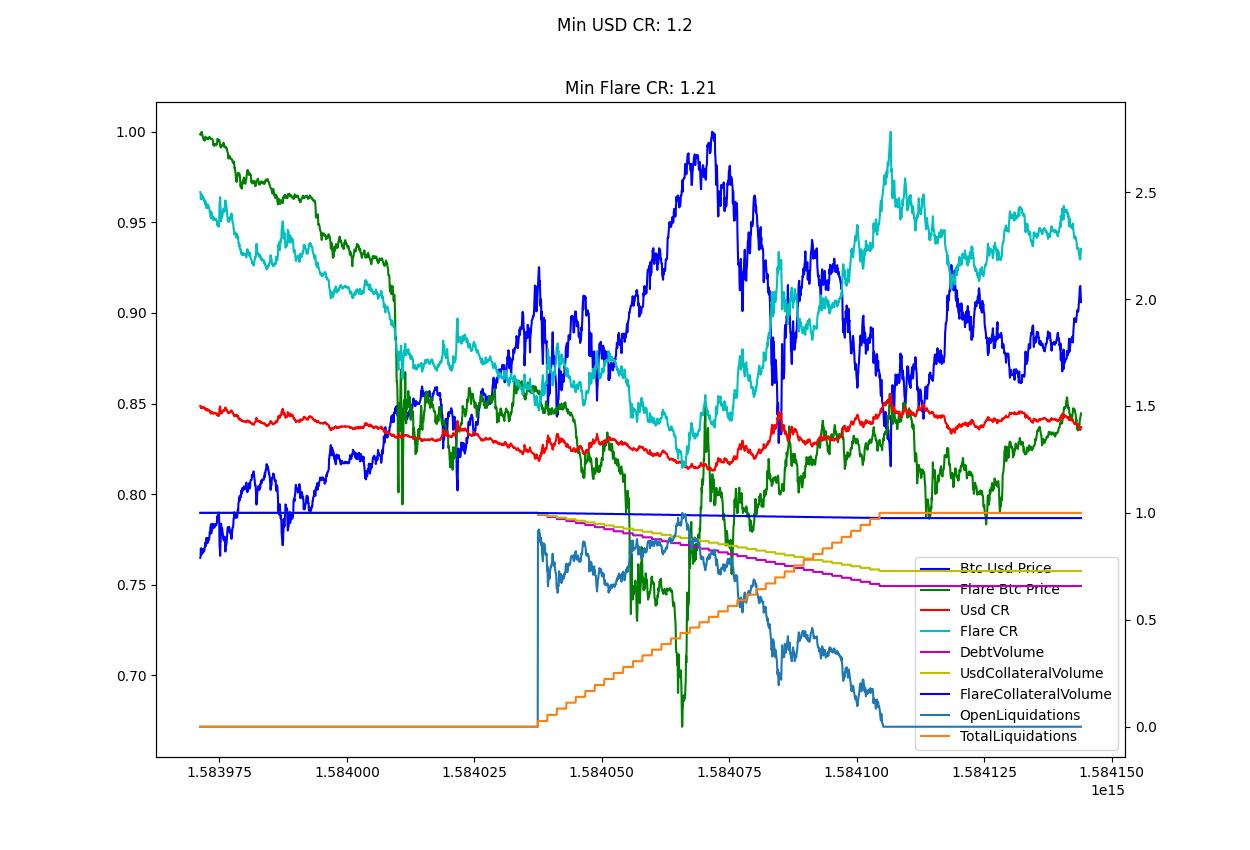 Min USD CR: 1.2
Min Flare CR: 1.21
1.00
0.95
0.90
0.85
0.80
0.75
0.70
2.5
2.0
1.5
1.0
0.5
0.0
Btc Usd Price
Flare Btc Price
Usd CR
Flare CR
DebtVolume
UsdCollateralVolume
FlareCollateralVolume
OpenLiquidations
TotalLiquidations
1.583975 1.584000 1.584025 1.584050 1.584075 1.584100 1.584125 1.584150
1e15